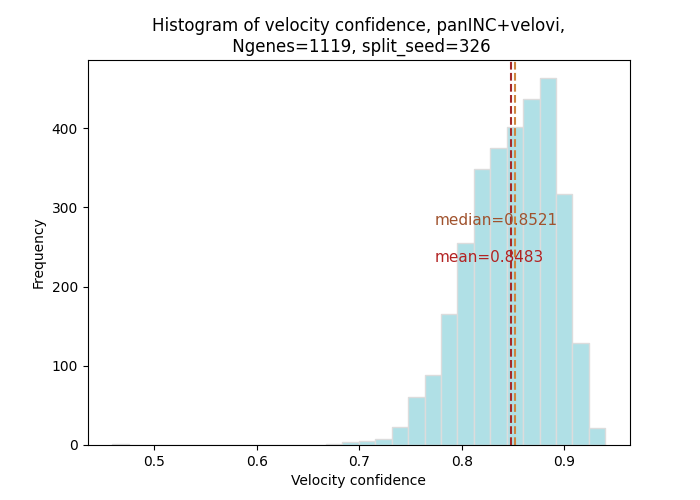 Histogram of velocity confidence, panINC+velovi,
Ngenes=1119, split_seed=326
400
300
200
100
0
Frequency
median=0.8521
mean=0.8483
0.5 0.6 0.7 0.8 0.9
Velocity confidence